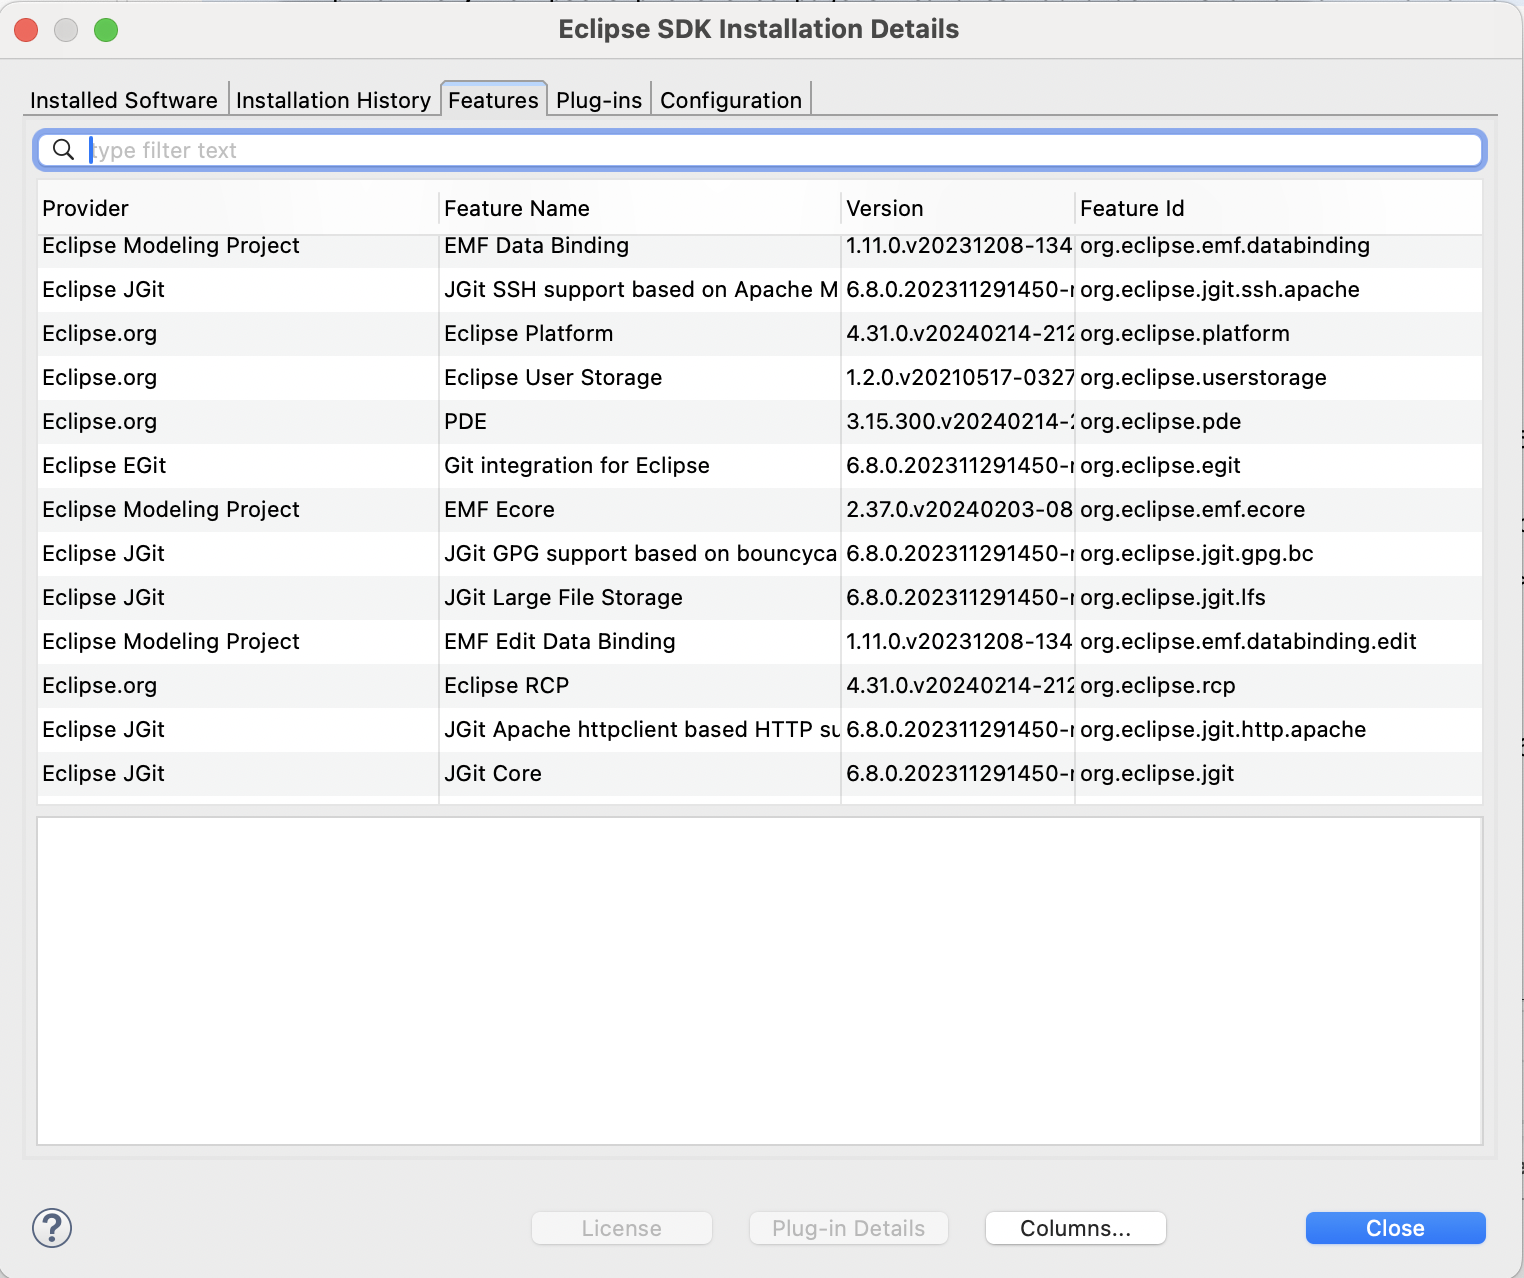 Eclipse SDK Installation Details
Installed Software Installation History Features Plug-ins Configuration
type filter text
Provider Feature Name Version Feature Id
Eclipse Modeling Project EMF Data Binding 1.11.0.v20231208-134 org.eclipse.emf.databinding
Eclipse JGit JGit SSH support based on Apache M 6.8.0.202311291450-r org.eclipse.jgit.ssh.apache
Eclipse.org Eclipse Platform 4.31.0.v20240214-212 org.eclipse.platform
Eclipse.org Eclipse User Storage 1.2.0.v20210517-0327 org.eclipse.userstorage
Eclipse.org PDE 3.15.300.v20240214-2 org.eclipse.pde
Eclipse EGit Git integration for Eclipse 6.8.0.202311291450-r org.eclipse.egit
Eclipse Modeling Project EMF Ecore 2.37.0.v20240203-08 org.eclipse.emf.ecore
Eclipse JGit JGit GPG support based on bouncyca 6.8.0.202311291450-r org.eclipse.jgit.gpg.bc
Eclipse JGit JGit Large File Storage 6.8.0.202311291450-r org.eclipse.jgit.lfs
Eclipse Modeling Project EMF Edit Data Binding 1.11.0.v20231208-134 org.eclipse.emf.databinding.edit
Eclipse.org Eclipse RCP 4.31.0.v20240214-212 org.eclipse.rcp
Eclipse JGit JGit Apache httpclient based HTTP su 6.8.0.202311291450-r org.eclipse.jgit.http.apache
Eclipse JGit JGit Core 6.8.0.202311291450-r org.eclipse.jgit
? License Plug-in Details Columns... Close